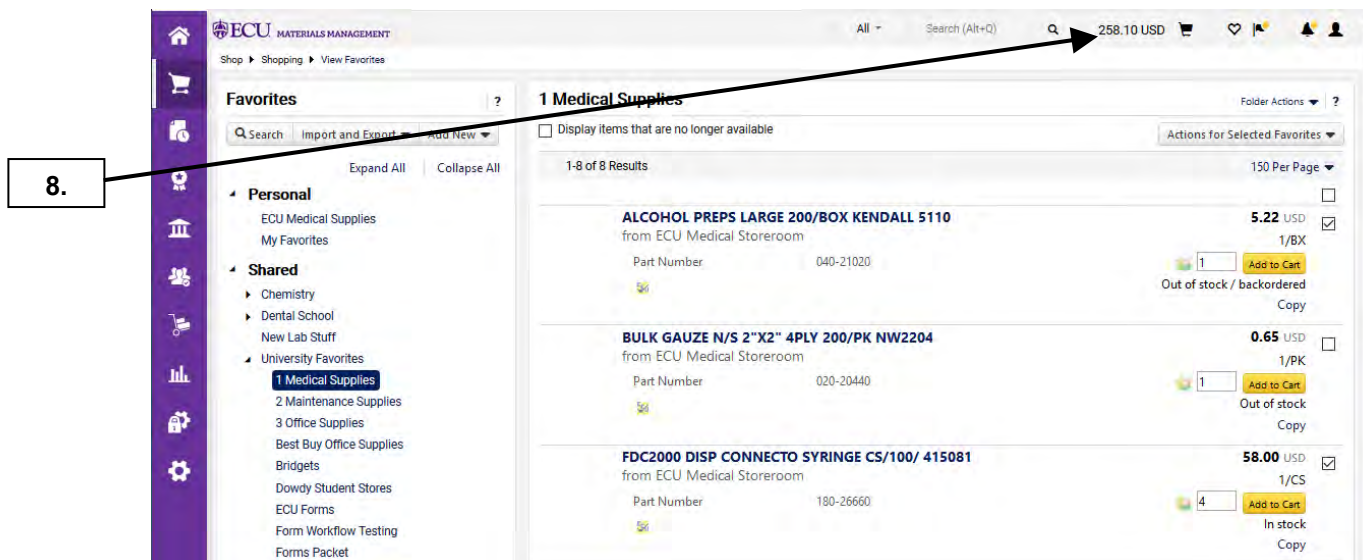 ECU MATERIALS MANAGEMENT
All Search (Alt+Q) 258.10 USD
Shop Shopping View Favorites
8.
Favorites ?
Search Import and Export Add New
Expand All Collapse All
Personal
ECU Medical Supplies
My Favorites
Shared
Chemistry
Dental School
New Lab Stuff
University Favorites
1 Medical Supplies
2 Maintenance Supplies
3 Office Supplies
Best Buy Office Supplies
Bridgets
Dowdy Student Stores
ECU Forms
Form Workflow Testing
Forms Packet
1 Medical Supplies Folder Actions ?
Display items that are no longer available Actions for Selected Favorites
1-8 of 8 Results 150 Per Page
ALCOHOL PREPS LARGE 200/BOX KENDALL 5110 5.22 USD
from ECU Medical Storeroom 1/BX
Part Number 040-21020 1 Add to Cart
Out of stock / backordered
Copy
BULK GAUZE N/S 2"X2" 4PLY 200/PK NW2204 0.65 USD
from ECU Medical Storeroom 1/PK
Part Number 020-20440 1 Add to Cart
Out of stock
Copy
FDC2000 DISP CONNECTO SYRINGE CS/100/ 415081 58.00 USD
from ECU Medical Storeroom 1/CS
Part Number 180-26660 4 Add to Cart
In stock
Copy